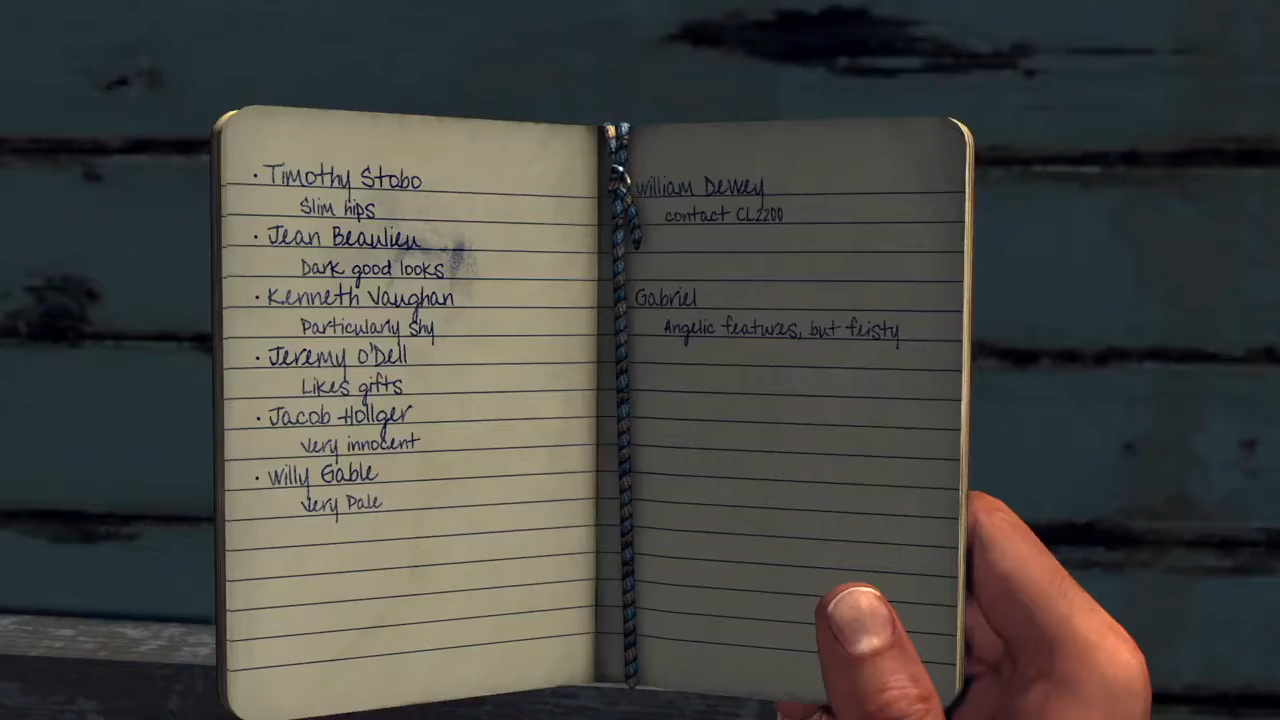 · Timothy Stobo
Slim hips
· Jean Beaulieu
Dark good looks
· Kenneth Vaughan
Particularly shy
· Jeremy O'Dell
Likes gifts
· Jacob Hollger
Very innocent
· Willy Gable
Very Pale
William Dewey
contact CL2200
Gabriel
Angelic features, but feisty